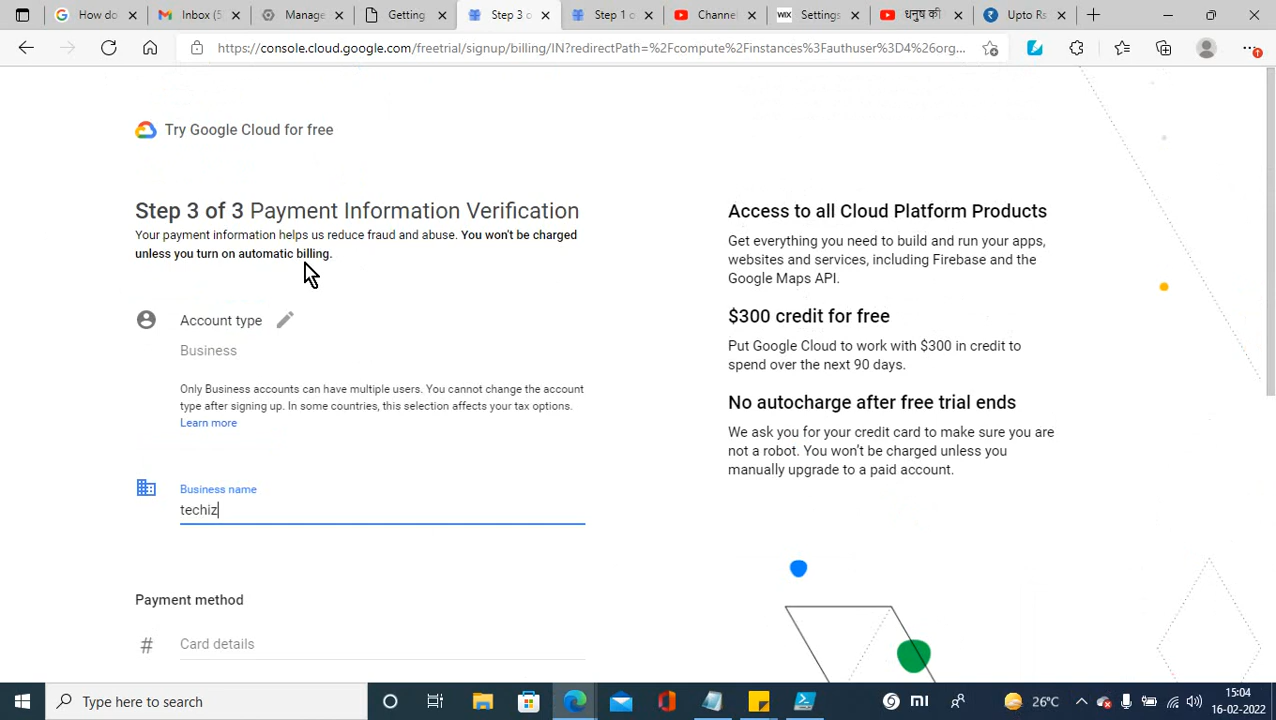 How do
Inbox (5
Manage
Getting
Step 3 c
Step 1 o
Channel
WIX Settings
धनुष की
Upto Rs
https://console.cloud.google.com/freetrial/signup/billing/IN?redirectPath=%2Fcompute%2Finstances%3Fauthuser%3D4%26org...
Try Google Cloud for free
Step 3 of 3 Payment Information Verification
Your payment information helps us reduce fraud and abuse. You won't be charged
unless you turn on automatic billing.
Account type
Business
Only Business accounts can have multiple users. You cannot change the account
type after signing up. In some countries, this selection affects your tax options.
Learn more
Business name
techiz
Payment method
# Card details
Access to all Cloud Platform Products
Get everything you need to build and run your apps,
websites and services, including Firebase and the
Google Maps API.
$300 credit for free
Put Google Cloud to work with $300 in credit to
spend over the next 90 days.
No autocharge after free trial ends
We ask you for your credit card to make sure you are
not a robot. You won't be charged unless you
manually upgrade to a paid account.
Type here to search
26°C
15:04
16-02-2022